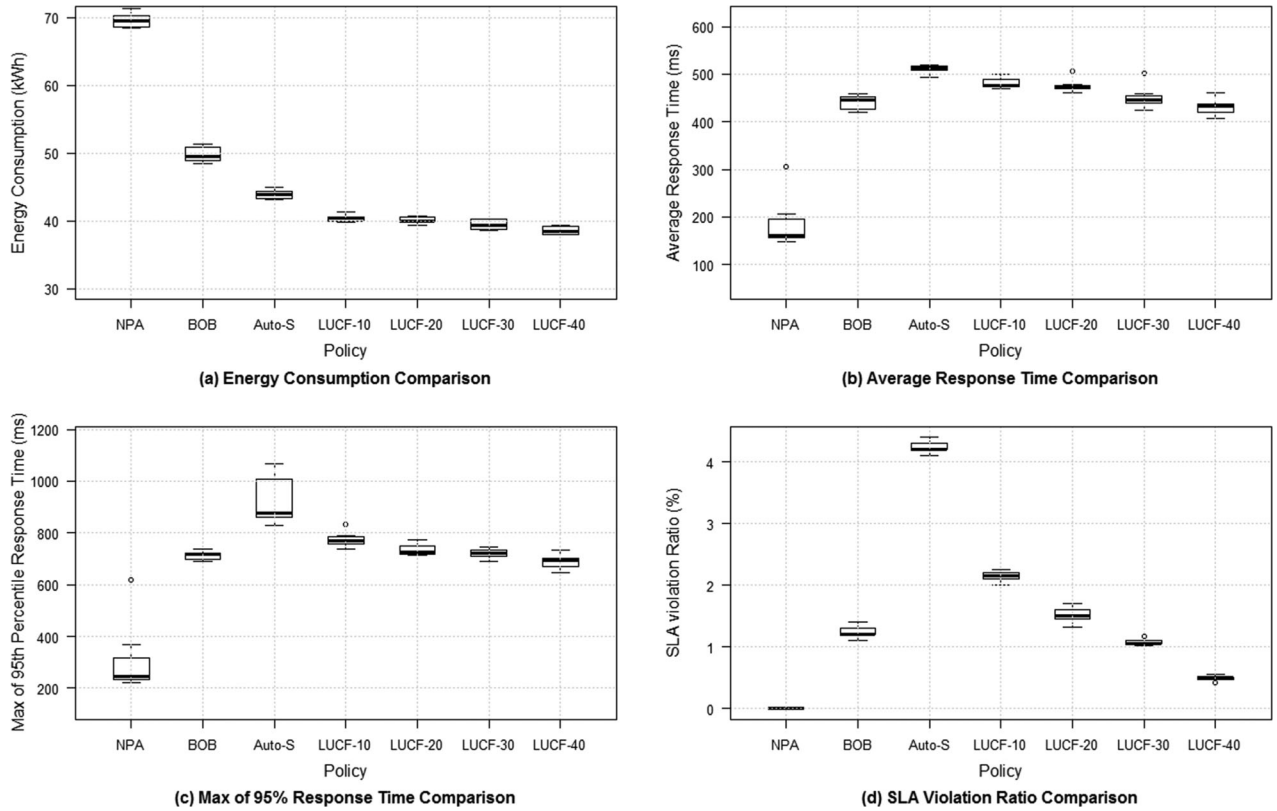 Energy Consumption (kWh)
70
60
50
40
30
NPA BOB Auto-S LUCF-10 LUCF-20 LUCF-30 LUCF-40
Policy
(a) Energy Consumption Comparison
Average Response Time (ms)
600
500
400
300
200
100
NPA BOB Auto-S LUCF-10 LUCF-20 LUCF-30 LUCF-40
Policy
(b) Average Response Time Comparison
Max of 95th Percentile Response Time (ms)
1200
1000
800
600
400
200
NPA BOB Auto-S LUCF-10 LUCF-20 LUCF-30 LUCF-40
Policy
(c) Max of 95% Response Time Comparison
SLA violation Ratio (%)
4
3
2
1
0
NPA BOB Auto-S LUCF-10 LUCF-20 LUCF-30 LUCF-40
Policy
(d) SLA Violation Ratio Comparison